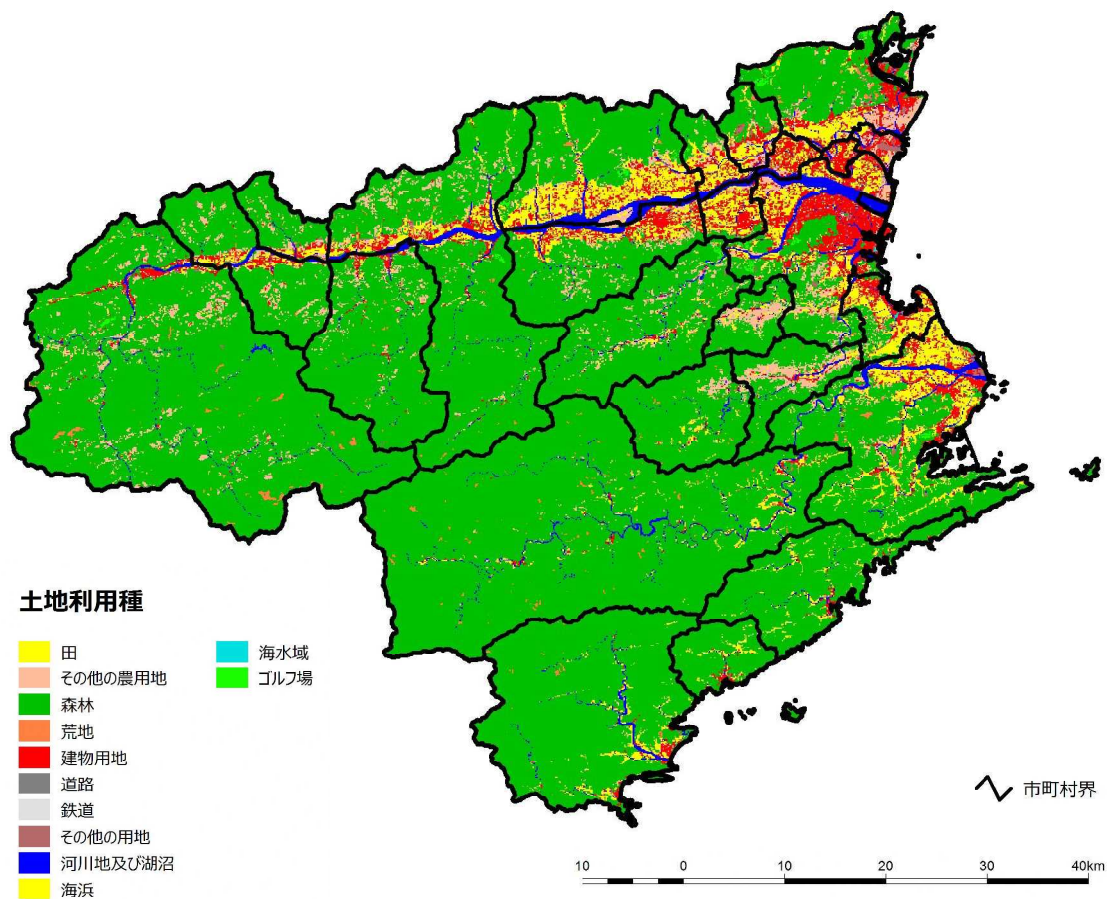 土地利用種
田
その他の農用地
森林
荒地
建物用地
道路
鉄道
その他の用地
河川地及び湖沼
海浜
海水域
ゴルフ場
市町村界
10 0 10 20 30 40km